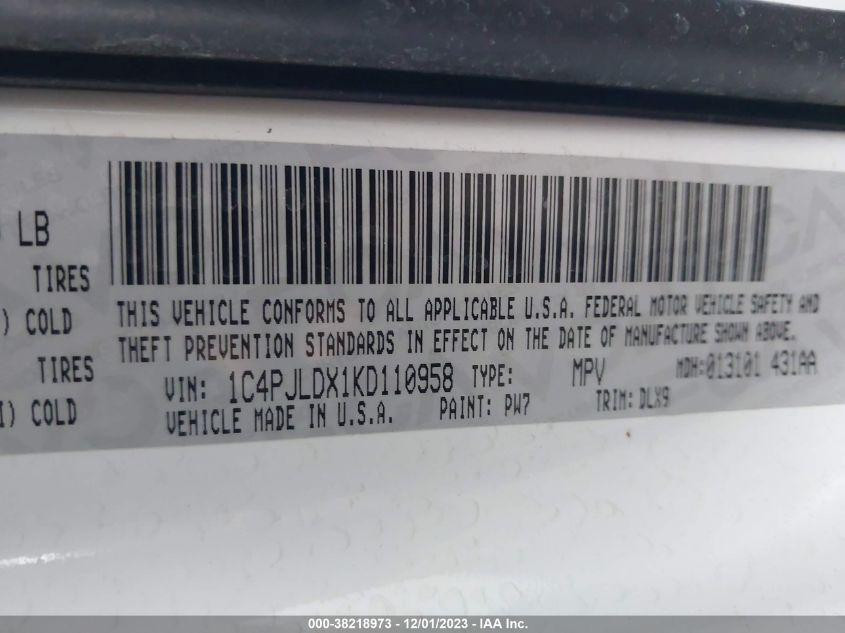 LB
TIRES
) COLD
TIRES
I) COLD
THIS VEHICLE CONFORMS TO ALL APPLICABLE U.S.A. FEDERAL MOTOR VEHICLE SAFETY AND
THEFT PREVENTION STANDARDS IN EFFECT ON THE DATE OF MANUFACTURE SHOWN ABOVE.
VIN: 1C4PJLDX1KD110958 TYPE: MPV MDH:013101 431AA
VEHICLE MADE IN U.S.A. PAINT: PW7 TRIM: DLX9
000-38218973 - 12/01/2023 - IAA Inc.